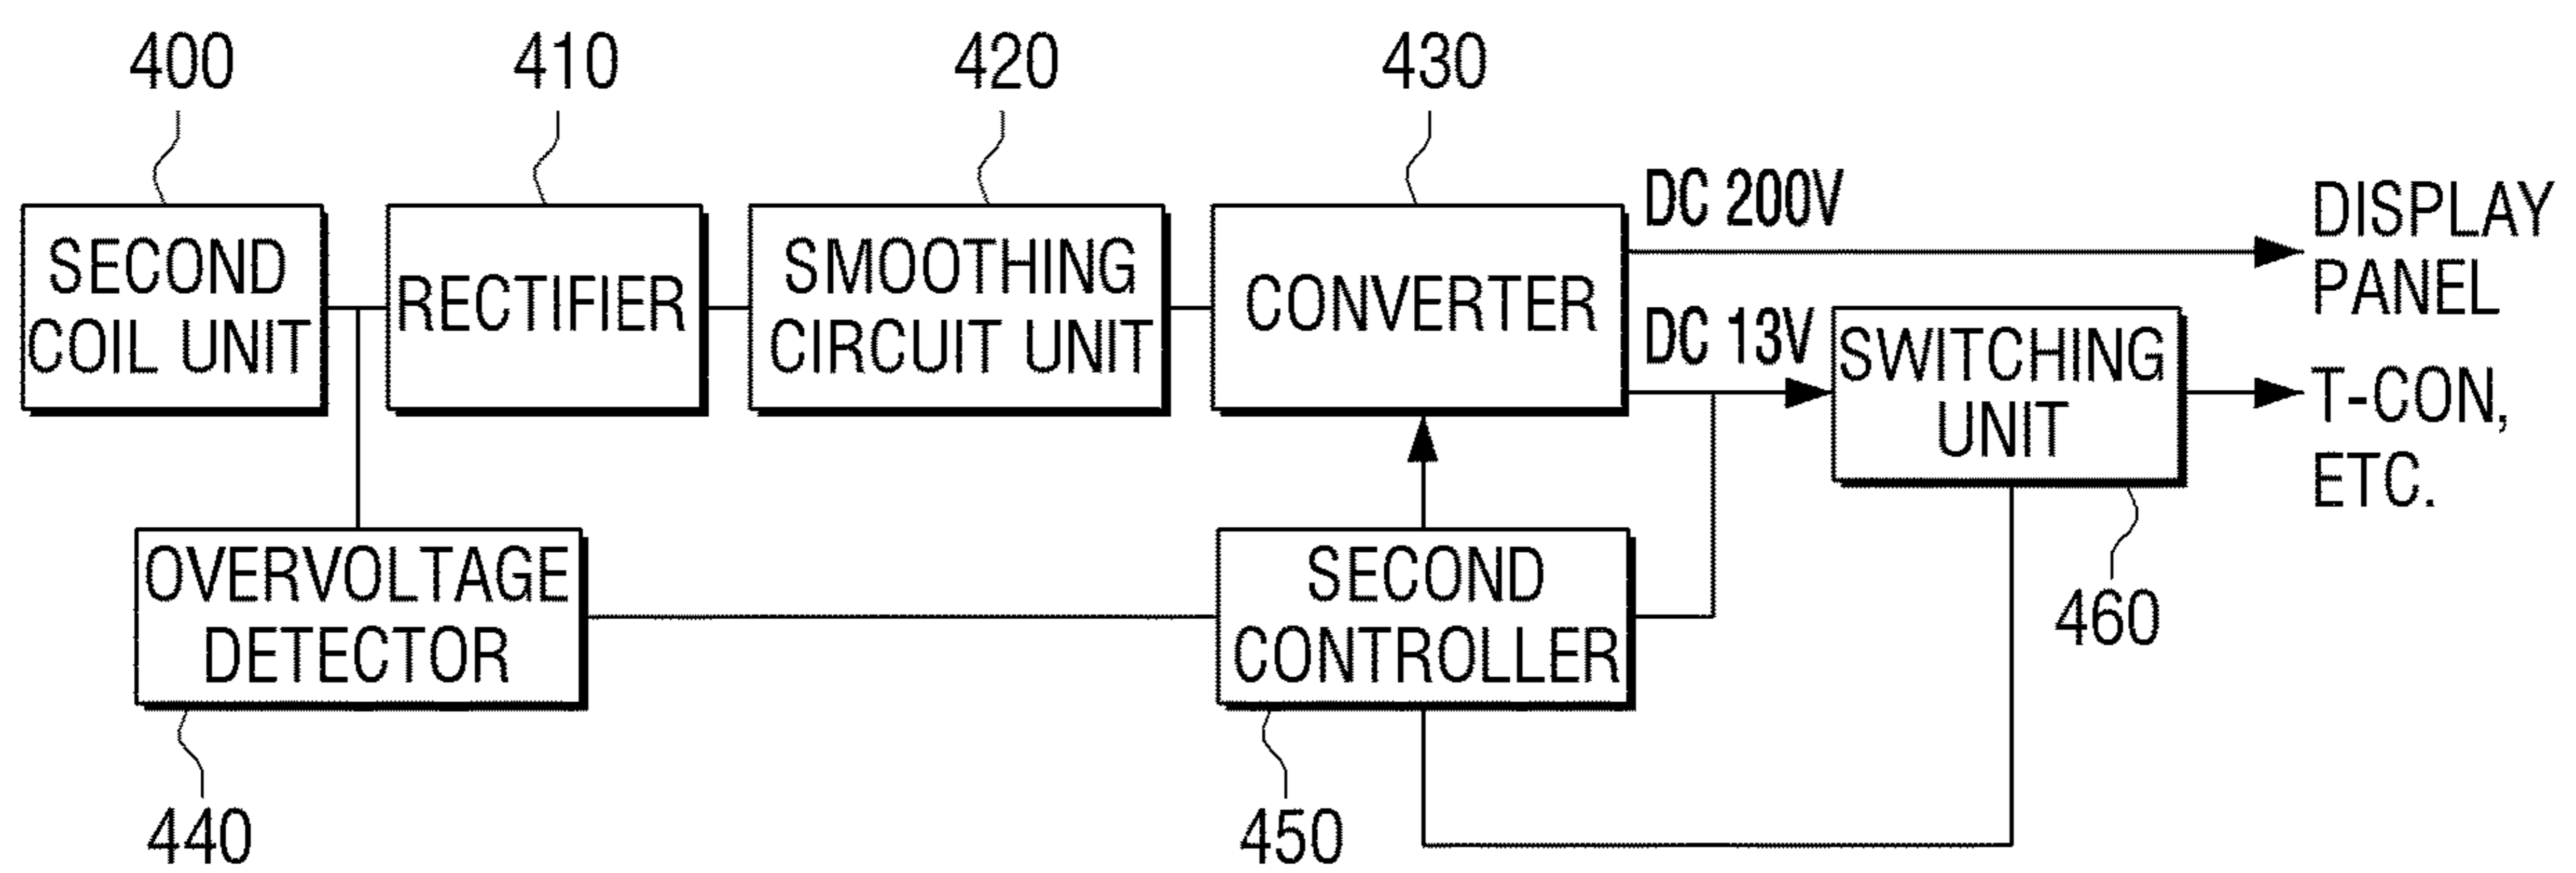 400
410
420
430
SECOND
COIL UNIT
RECTIFIER
SMOOTHING
CIRCUIT UNIT
CONVERTER
DC 200V
DISPLAY
PANEL
DC 13V
SWITCHING
UNIT
T-CON,
ETC.
OVERVOLTAGE
DETECTOR
SECOND
CONTROLLER
460
440
450